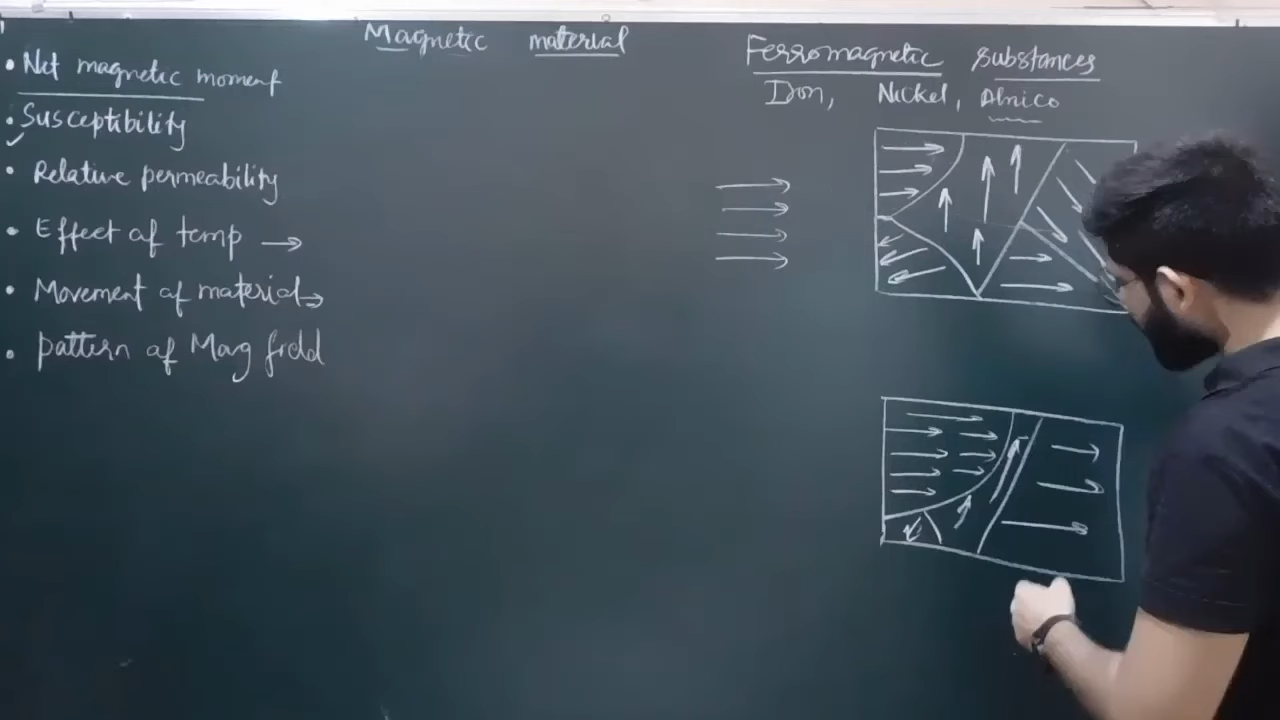 Magnetic material
• Net magnetic moment
• Susceptibility
• Relative permeability
• Effect of temp →
• Movement of material→
• pattern of Mag field
Ferromagnetic substances
Iron, Nickel, Alnico